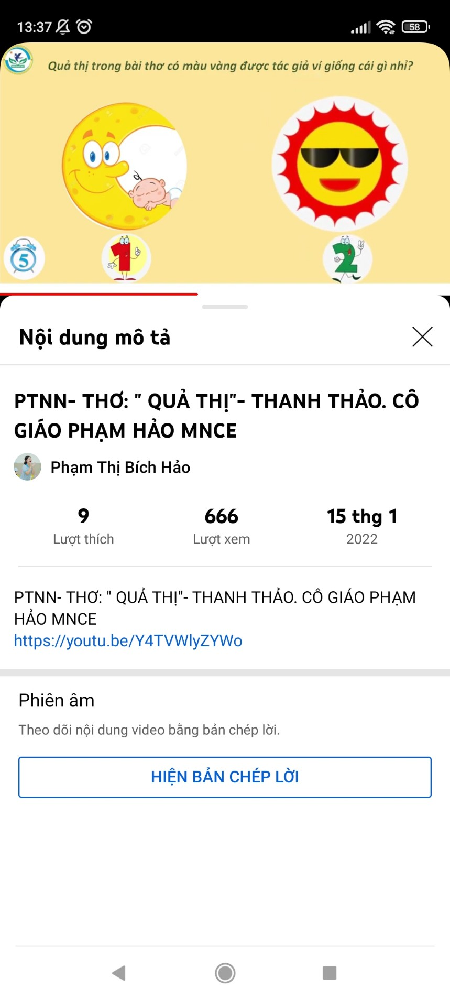 13:37
58
Quả thị trong bài thơ có màu vàng được tác giả ví giống cái gì nhỉ?
5
1
2
Nội dung mô tả
PTNN- THƠ: " QUẢ THỊ"- THANH THẢO. CÔ
GIÁO PHẠM HẢO MNCE
Phạm Thị Bích Hảo
9 666 15 thg 1
Lượt thích Lượt xem 2022
PTNN- THƠ: " QUẢ THỊ"- THANH THẢO. CÔ GIÁO PHẠM
HẢO MNCE
https://youtu.be/Y4TVWlyZYWo
Phiên âm
Theo dõi nội dung video bằng bản chép lời.
HIỆN BẢN CHÉP LỜI